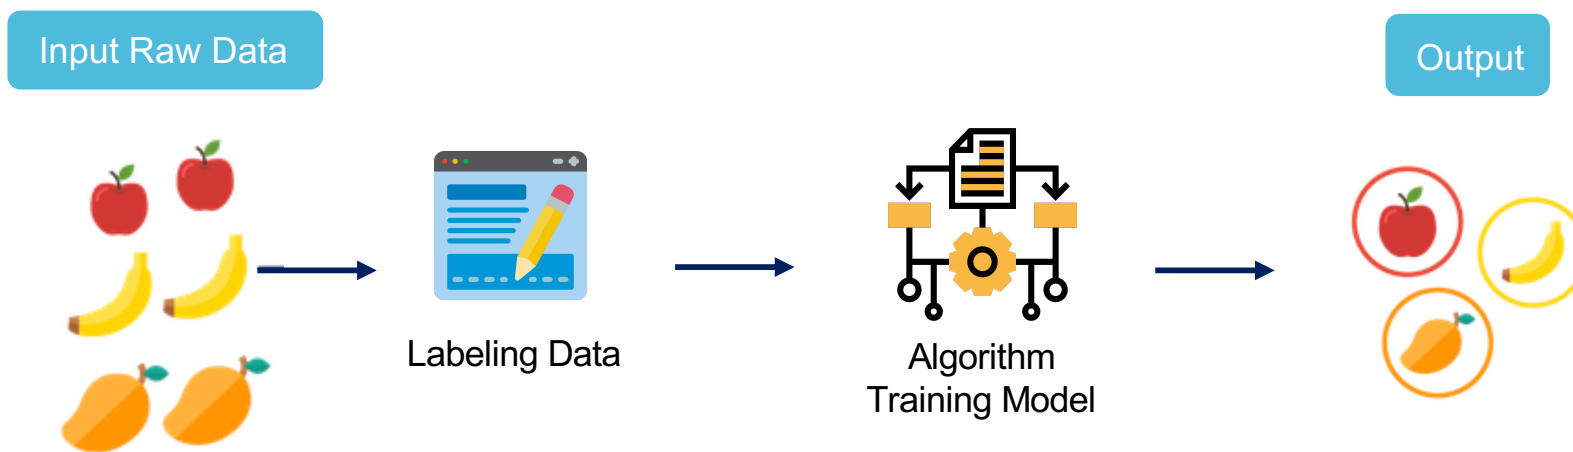 Input Raw Data
Output
Labeling Data
Algorithm
Training Model